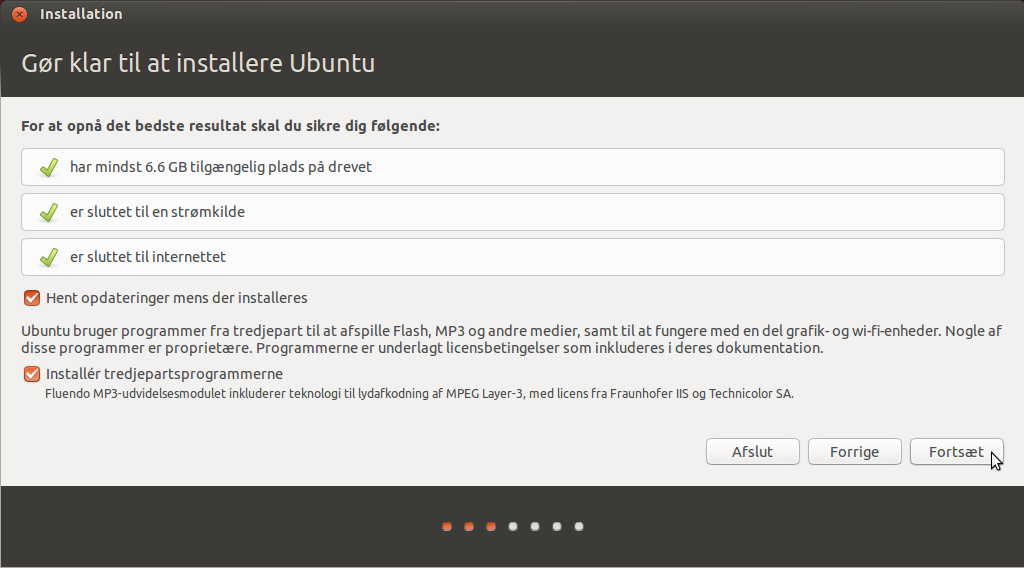 Installation
Gør klar til at installere Ubuntu
For at opnå det bedste resultat skal du sikre dig følgende:
har mindst 6.6 GB tilgængelig plads på drevet
er sluttet til en strømkilde
er sluttet til internettet
Hent opdateringer mens der installeres
Ubuntu bruger programmer fra tredjepart til at afspille Flash, MP3 og andre medier, samt til at fungere med en del grafik- og wi-fi-enheder. Nogle af
disse programmer er proprietære. Programmerne er underlagt licensbetingelser som inkluderes i deres dokumentation.
Installér tredjepartsprogrammerne
Fluendo MP3-udvidelsesmodulet inkluderer teknologi til lydafkodning af MPEG Layer-3, med licens fra Fraunhofer IIS og Technicolor SA.
Afslut Forrige Fortsæt